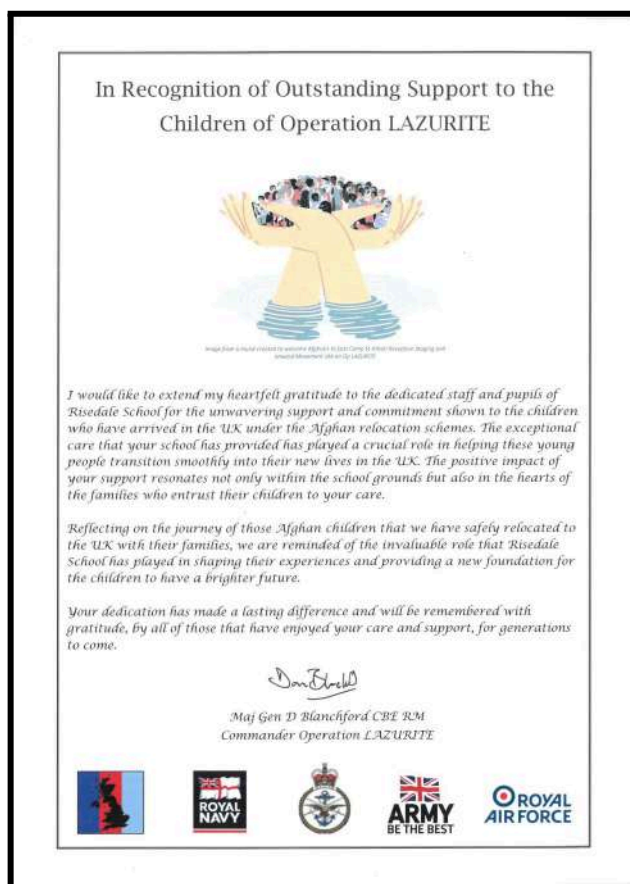 In Recognition of Outstanding Support to the
Children of Operation LAZURITE
I would like to extend my heartfelt gratitude to the dedicated staff and pupils of
Risedale School for the unwavering support and commitment shown to the children
who have arrived in the UK under the Afghan relocation schemes. The exceptional
care that your school has provided has played a crucial role in helping these young
people transition smoothly into their new lives in the UK. The positive impact of
your support resonates not only within the school grounds but also in the hearts of
the families who entrust their children to your care.
Reflecting on the journey of those Afghan children that we have safely relocated to
the UK with their families, we are reminded of the invaluable role that Risedale
School has played in shaping their experiences and providing a new foundation for
the children to have a brighter future.
Your dedication has made a lasting difference and will be remembered with
gratitude, by all of those that have enjoyed your care and support, for generations
to come.
Maj Gen D Blanchford CBE RM
Commander Operation LAZURITE
ROYAL
NAVY
ARMY
BE THE BEST
ROYAL
AIR FORCE